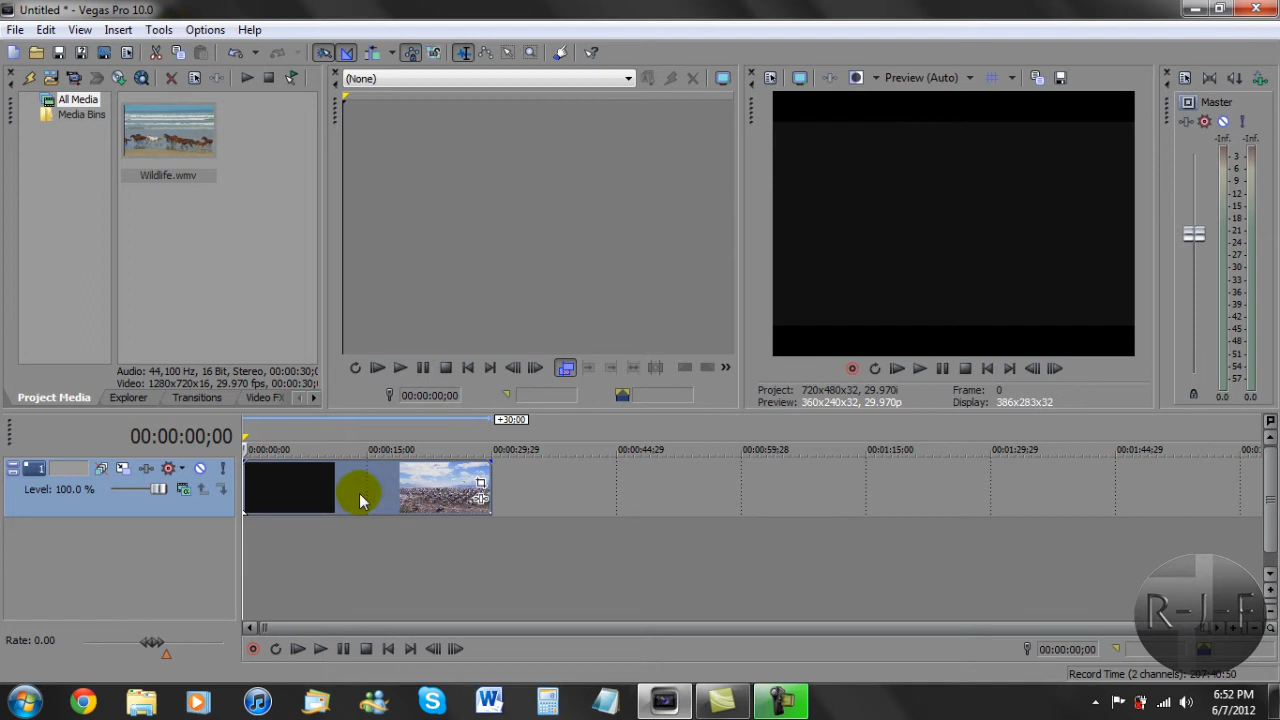 Untitled * - Vegas Pro 10.0
File Edit View Insert Tools Options Help
(None)
Preview (Auto)
All Media
Media Bins
Wildlife.wmv
Master
-Inf. -Inf.
3
6
9
12
15
18
21
24
27
30
33
36
39
42
45
48
51
54
57
0.0 0.0
Audio: 44,100 Hz, 16 Bit, Stereo, 00:00:30;
Video: 1280x720x16, 29.970 fps, 00:00:30;
Project Media Explorer Transitions Video FX
00:00:00;00
Project: 720x480x32, 29.970i
Preview: 360x240x32, 29.970p
Frame: 0
Display: 386x283x32
+30;00
00:00:00;00
0:00:00;00 00:00:15;00 00:00:29;29 00:00:44;29 00:00:59;28 00:01:15;00 00:01:29;29 00:01:44;29
1
Level: 100.0 %
R-J-F
Rate: 0.00
00:00:00;00
Record Time (2 channels): 207:40:50
6:52 PM
6/7/2012